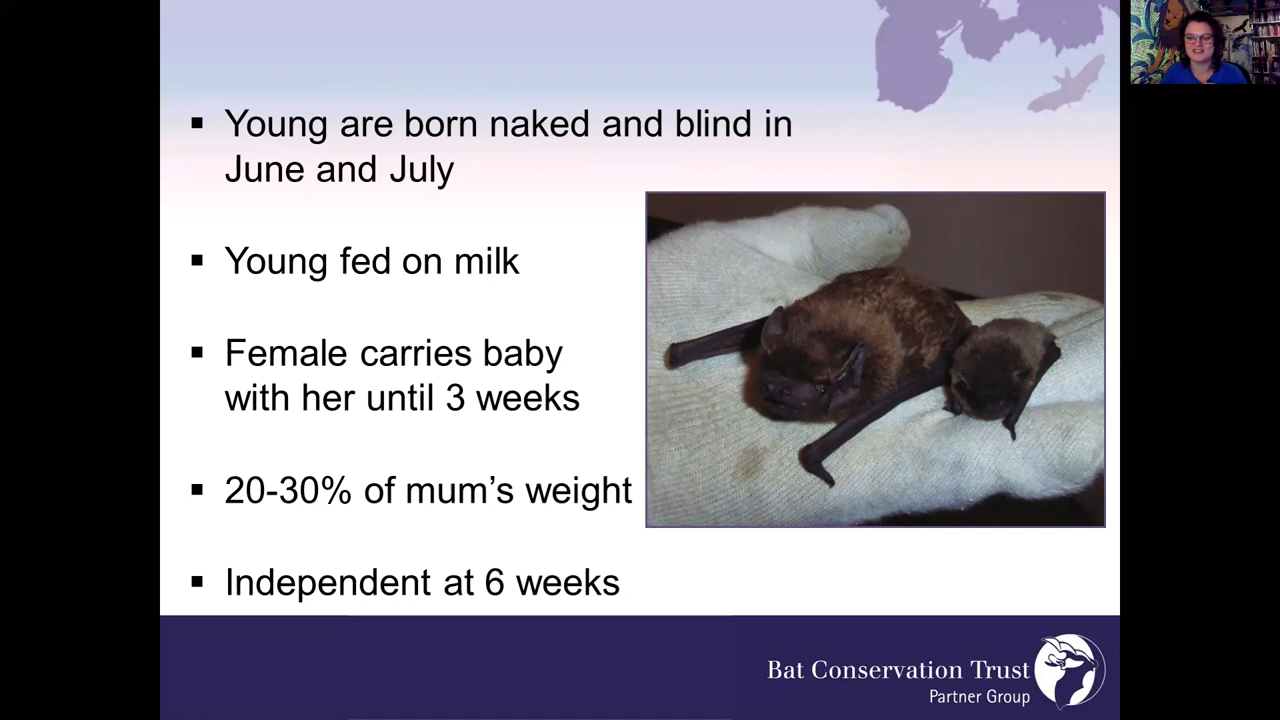 ▪ Young are born naked and blind in
June and July
▪ Young fed on milk
▪ Female carries baby
with her until 3 weeks
▪ 20-30% of mum’s weight
▪ Independent at 6 weeks
Bat Conservation Trust
Partner Group